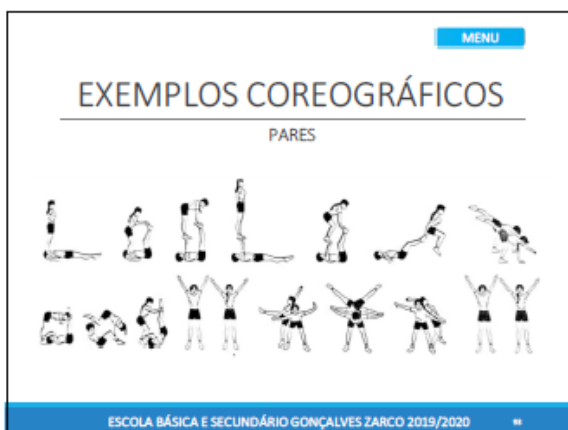 MENU
EXEMPLOS COREOGRÁFICOS
PARES
ESCOLA BÁSICA E SECUNDÁRIO GONÇALVES ZARCO 2019/2020